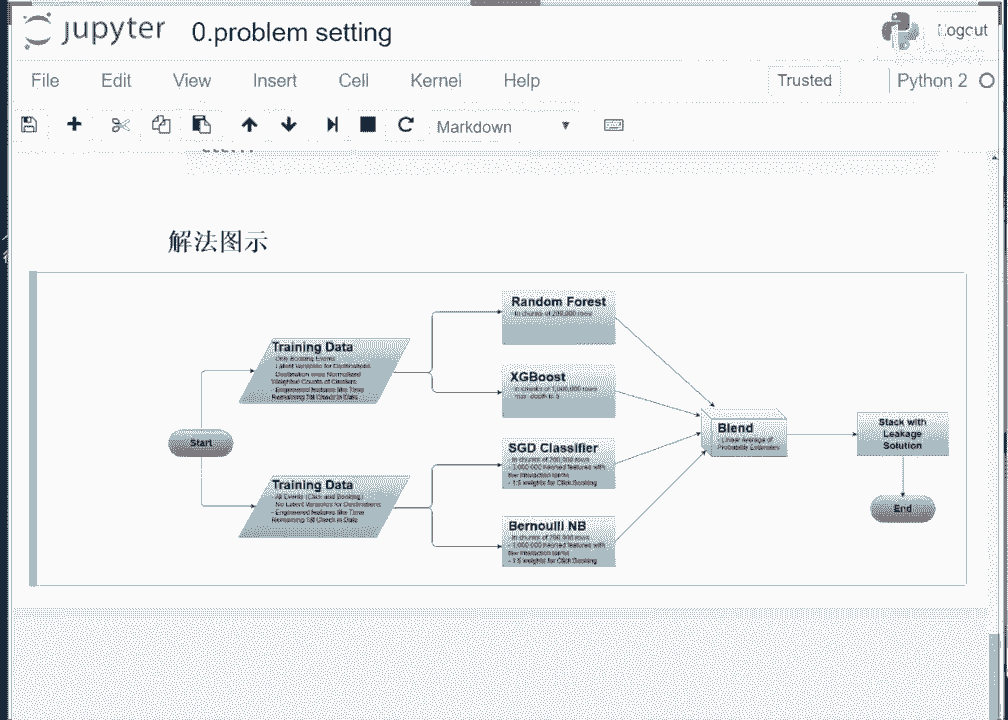 jupyter
0.problem setting
Logout
File
Edit
View
Insert
Cell
Kernel
Help
Trusted
Python 2
Markdown
解法图示
Start
Training Data
- Only Booking Events
- Latent Variables for Destinations
- Destination wise Normalized
Weighted Counts of Clusters
- Engineered features like Time
Remaining Till Check in Date
Training Data
- All Events (Click and Booking)
- No Latent Variables for Destinations
- Engineered features like Time
Remaining Till Check in Date
Random Forest
- In chunks of 200,000 rows
XGBoost
- In chunks of 1,000,000 rows
SGD Classifier
- In chunks of 200,000 rows
- 1,000,000 hashed features with
few interaction terms
- 1:5 weights for Click:Booking
Bernoulli NB
- In chunks of 200,000 rows
- 1,000,000 hashed features with
few interaction terms
- 1:5 weights for Click:Booking
Blend
- Linear Average of
Probability Estimates
Stack with
Leakage
Solution
End